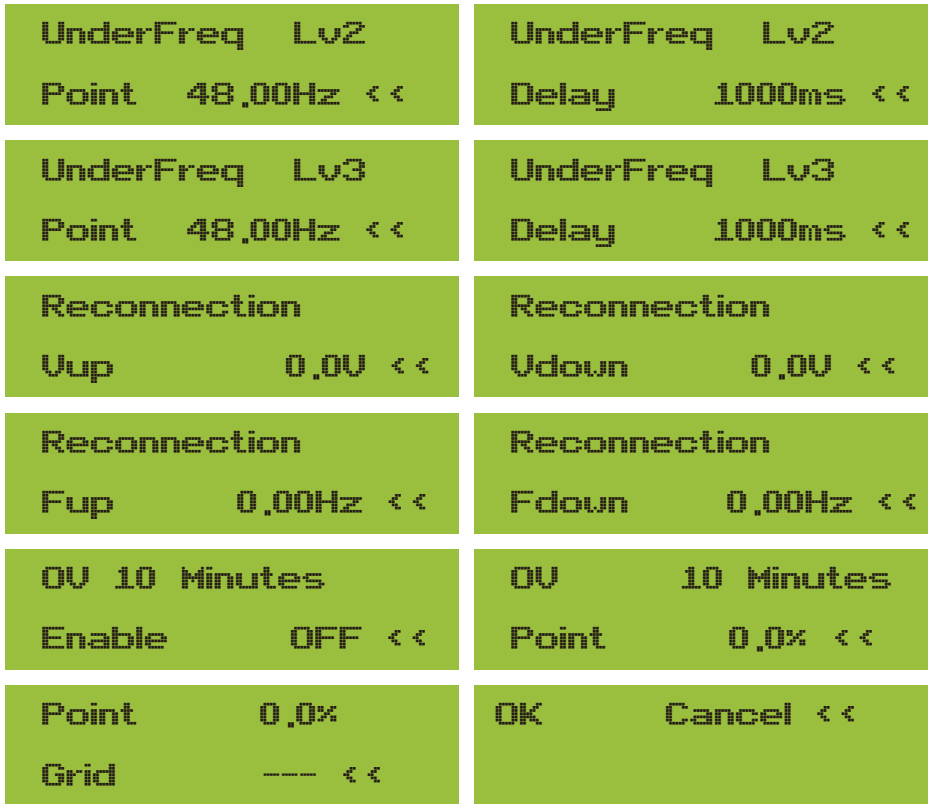 UnderFreq Lv2
Point 48.00Hz <<
UnderFreq Lv2
Delay 1000ms <<
UnderFreq Lv3
Point 48.00Hz <<
UnderFreq Lv3
Delay 1000ms <<
Reconnection
Vup 0.0V <<
Reconnection
Vdown 0.0V <<
Reconnection
Fup 0.00Hz <<
Reconnection
Fdown 0.00Hz <<
OV 10 Minutes
Enable OFF <<
OV 10 Minutes
Point 0.0% <<
Point 0.0%
Grid --- <<
OK Cancel <<